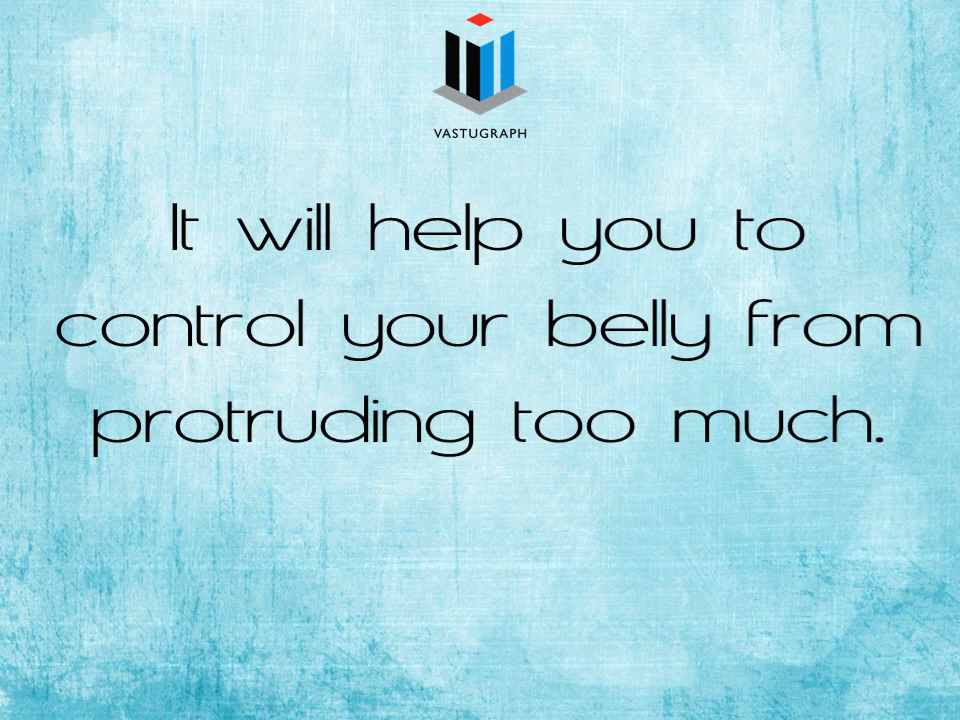 VASTUGRAPH
It will help you to
control your belly from
protruding too much.